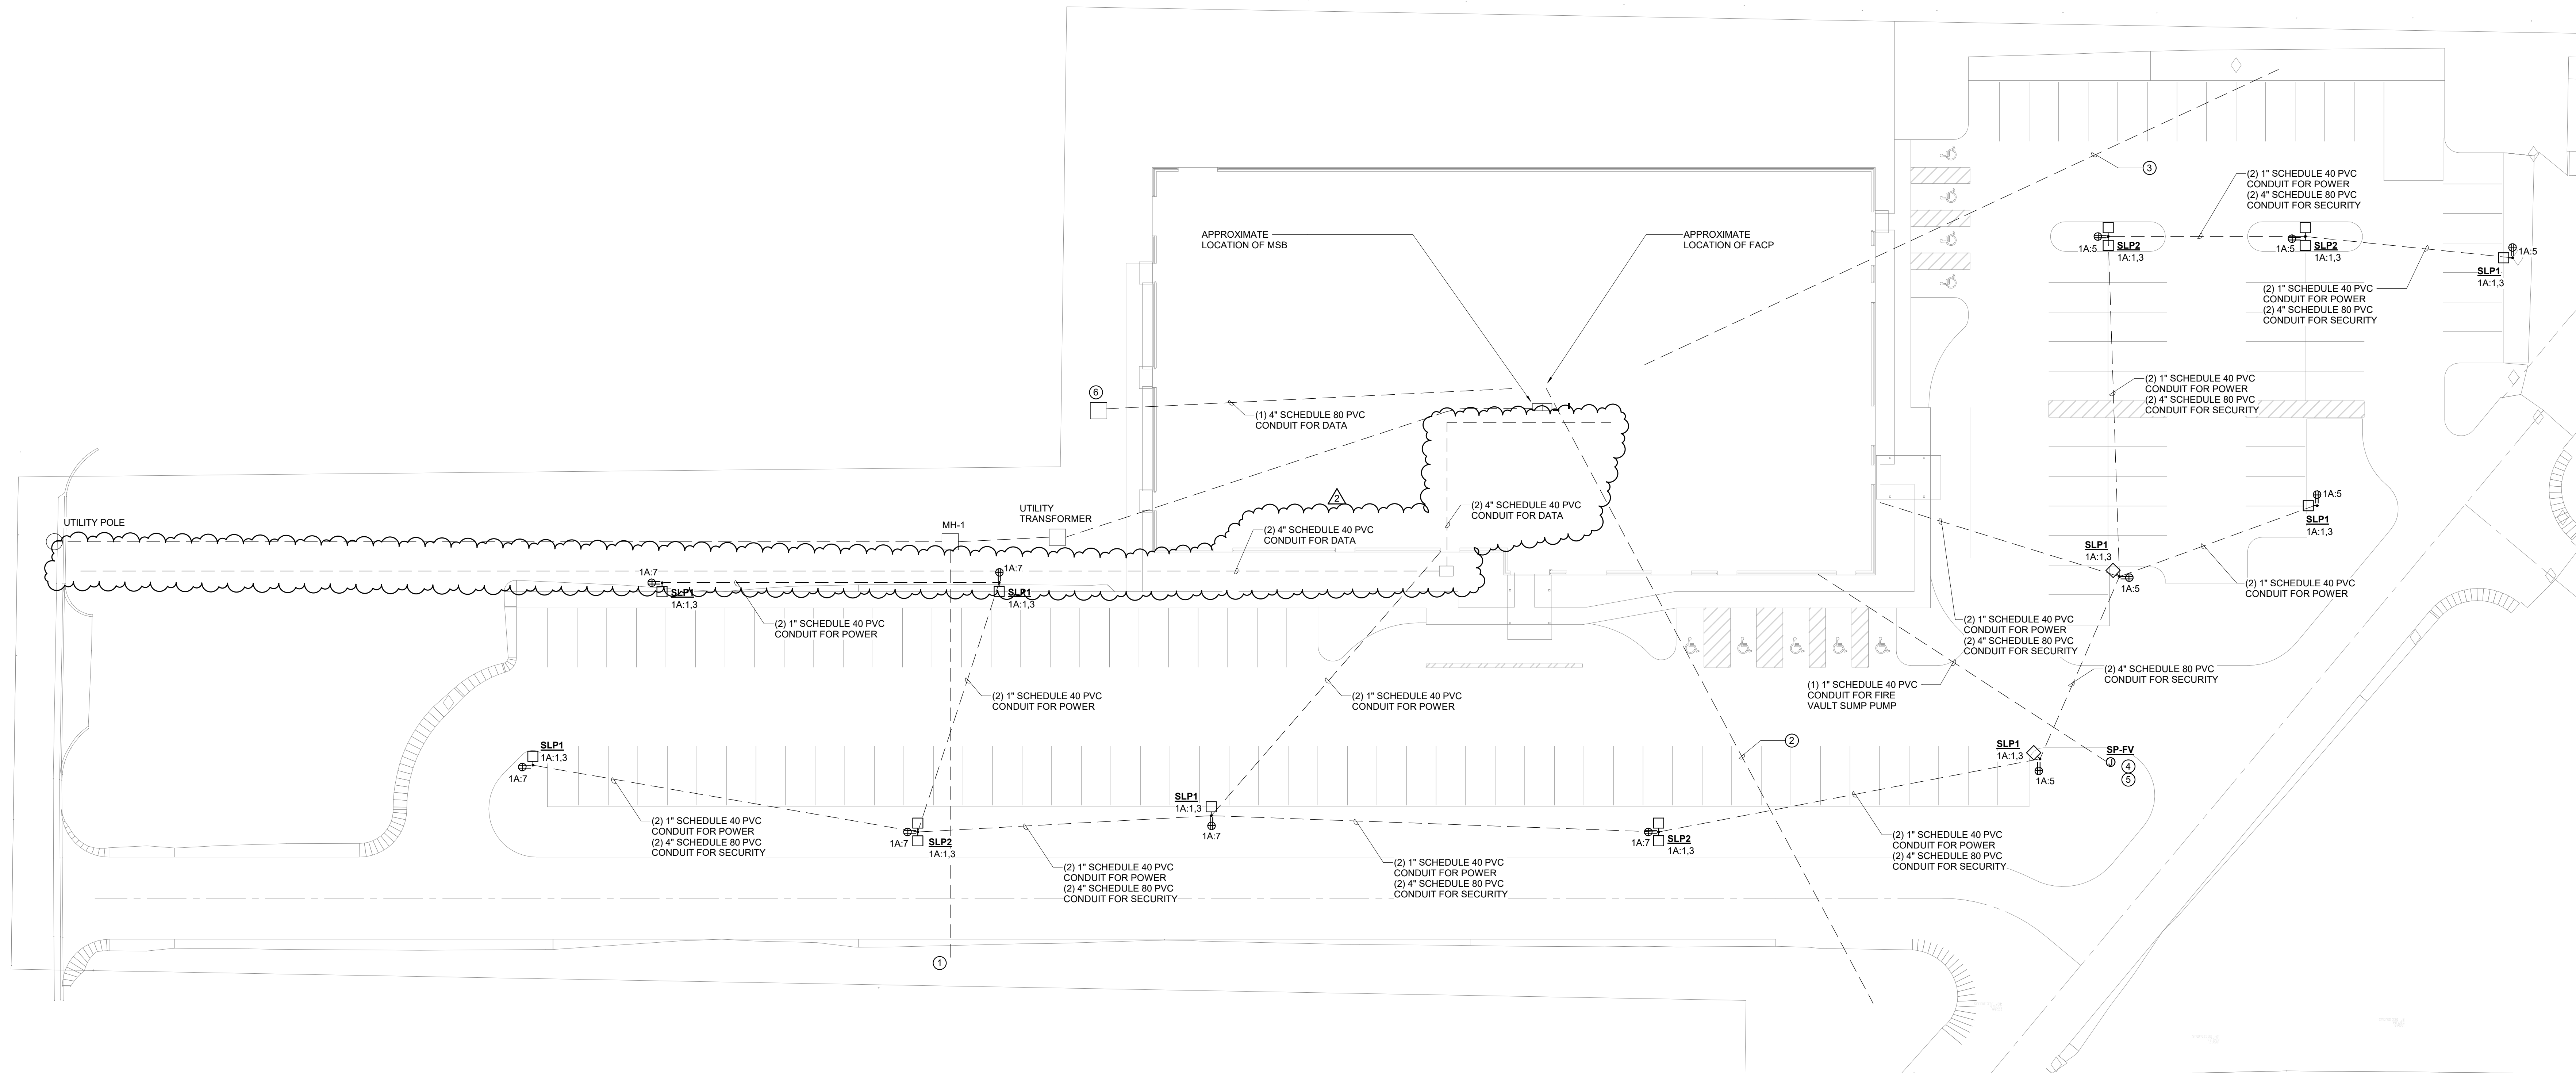 3
(2) 1" SCHEDULE 40 PVC
CONDUIT FOR POWER
(2) 4" SCHEDULE 80 PVC
CONDUIT FOR SECURITY
APPROXIMATE
LOCATION OF MSB
APPROXIMATE
LOCATION OF FACP
1A:5
SLP2
1A:1,3
1A:5
SLP2
1A:1,3
1A:5
SLP1
1A:1,3
(2) 1" SCHEDULE 40 PVC
CONDUIT FOR POWER
(2) 4" SCHEDULE 80 PVC
CONDUIT FOR SECURITY
6
(1) 4" SCHEDULE 80 PVC
CONDUIT FOR DATA
(2) 1" SCHEDULE 40 PVC
CONDUIT FOR POWER
(2) 4" SCHEDULE 80 PVC
CONDUIT FOR SECURITY
2
UTILITY POLE
MH-1
UTILITY
TRANSFORMER
(2) 4" SCHEDULE 40 PVC
CONDUIT FOR DATA
(2) 4" SCHEDULE 40 PVC
CONDUIT FOR DATA
1A:5
SLP1
1A:1,3
SLP1
1A:1,3
1A:5
1A:7
SLP1
1A:1,3
1A:7
SLP1
1A:1,3
(2) 1" SCHEDULE 40 PVC
CONDUIT FOR POWER
(2) 1" SCHEDULE 40 PVC
CONDUIT FOR POWER
(2) 1" SCHEDULE 40 PVC
CONDUIT FOR POWER
(2) 4" SCHEDULE 80 PVC
CONDUIT FOR SECURITY
(2) 4" SCHEDULE 80 PVC
CONDUIT FOR SECURITY
(1) 1" SCHEDULE 40 PVC
CONDUIT FOR FIRE
VAULT SUMP PUMP
(2) 1" SCHEDULE 40 PVC
CONDUIT FOR POWER
(2) 1" SCHEDULE 40 PVC
CONDUIT FOR POWER
2
SLP1
1A:1,3
1A:7
SLP1
1A:1,3
1A:5
SP-FV
J
4
5
SLP1
1A:1,3
1A:7
(2) 1" SCHEDULE 40 PVC
CONDUIT FOR POWER
(2) 4" SCHEDULE 80 PVC
CONDUIT FOR SECURITY
1A:7
SLP2
1A:1,3
1A:7
SLP2
1A:1,3
(2) 1" SCHEDULE 40 PVC
CONDUIT FOR POWER
(2) 4" SCHEDULE 80 PVC
CONDUIT FOR SECURITY
(2) 1" SCHEDULE 40 PVC
CONDUIT FOR POWER
(2) 4" SCHEDULE 80 PVC
CONDUIT FOR SECURITY
(2) 1" SCHEDULE 40 PVC
CONDUIT FOR POWER
(2) 4" SCHEDULE 80 PVC
CONDUIT FOR SECURITY
1